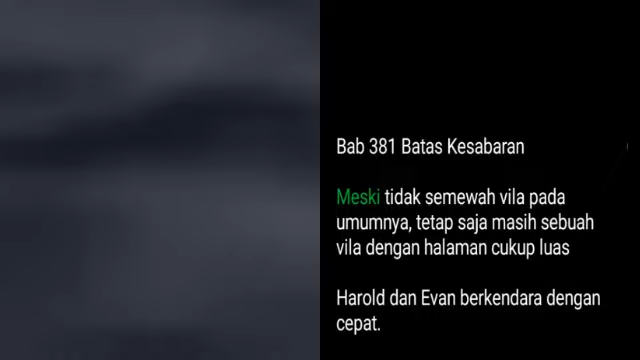 Bab 381 Batas Kesabaran
Meski tidak semewah vila pada
umumnya, tetap saja masih sebuah
vila dengan halaman cukup luas
Harold dan Evan berkendara dengan
cepat.